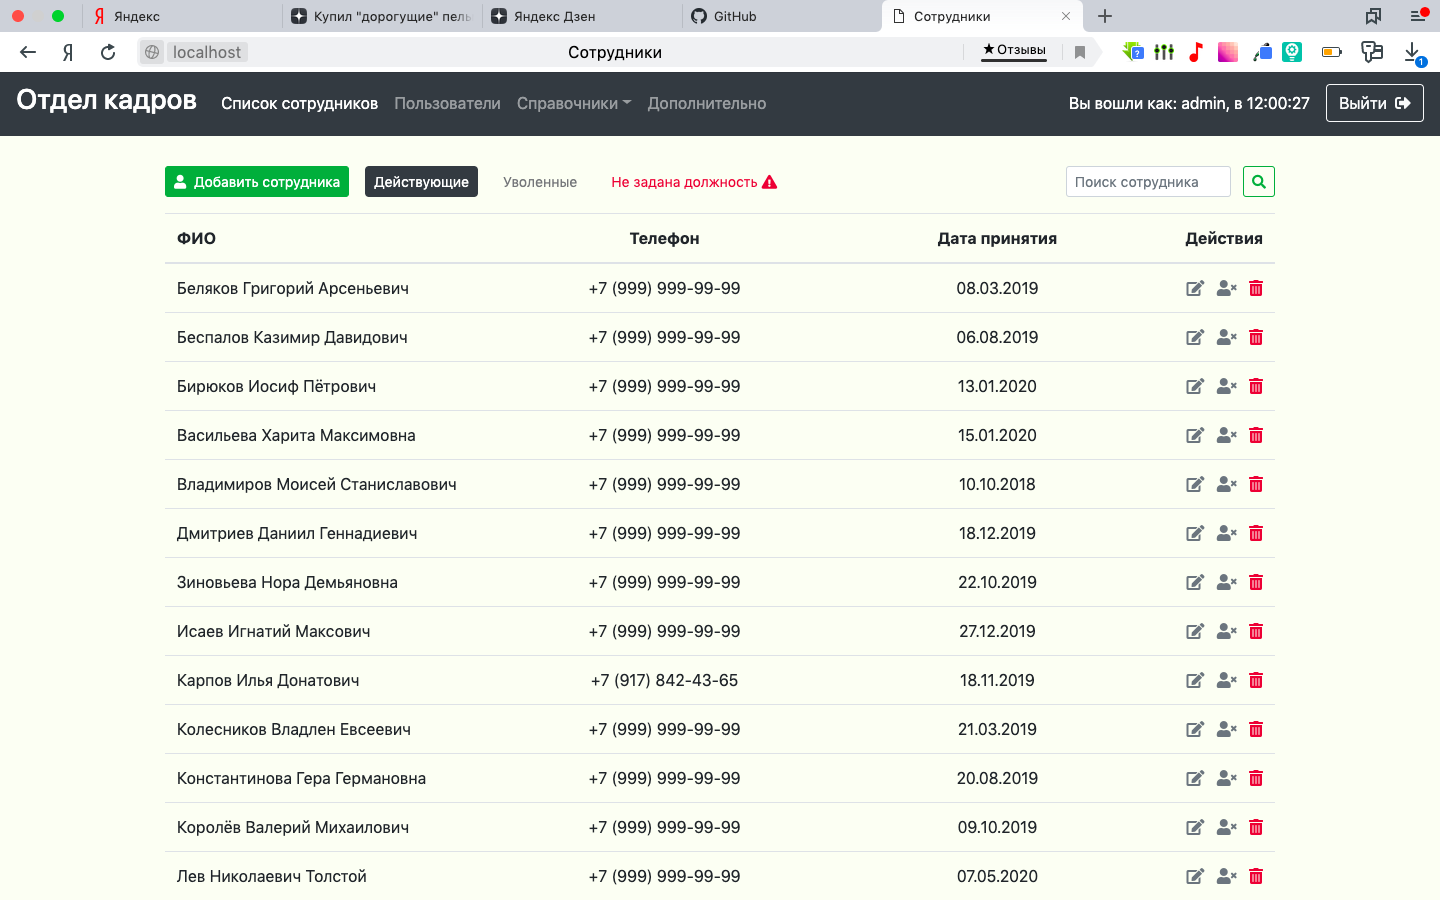 Яндекс
Купил "дорогущие" пель
Яндекс Дзен
GitHub
Сотрудники
Я
localhost
Сотрудники
★Отзывы
1
Отдел кадров
Список сотрудников
Пользователи
Справочники
Дополнительно
Вы вошли как: admin, в 12:00:27
Выйти
Добавить сотрудника
Действующие
Уволенные
Не задана должность
Поиск сотрудника
ФИО Телефон Дата принятия Действия
Беляков Григорий Арсеньевич +7 (999) 999-99-99 08.03.2019
Беспалов Казимир Давидович +7 (999) 999-99-99 06.08.2019
Бирюков Иосиф Пётрович +7 (999) 999-99-99 13.01.2020
Васильева Харита Максимовна +7 (999) 999-99-99 15.01.2020
Владимиров Моисей Станиславович +7 (999) 999-99-99 10.10.2018
Дмитриев Даниил Геннадиевич +7 (999) 999-99-99 18.12.2019
Зиновьева Нора Демьяновна +7 (999) 999-99-99 22.10.2019
Исаев Игнатий Максович +7 (999) 999-99-99 27.12.2019
Карпов Илья Донатович +7 (917) 842-43-65 18.11.2019
Колесников Владлен Евсеевич +7 (999) 999-99-99 21.03.2019
Константинова Гера Германовна +7 (999) 999-99-99 20.08.2019
Королёв Валерий Михаилович +7 (999) 999-99-99 09.10.2019
Лев Николаевич Толстой +7 (999) 999-99-99 07.05.2020